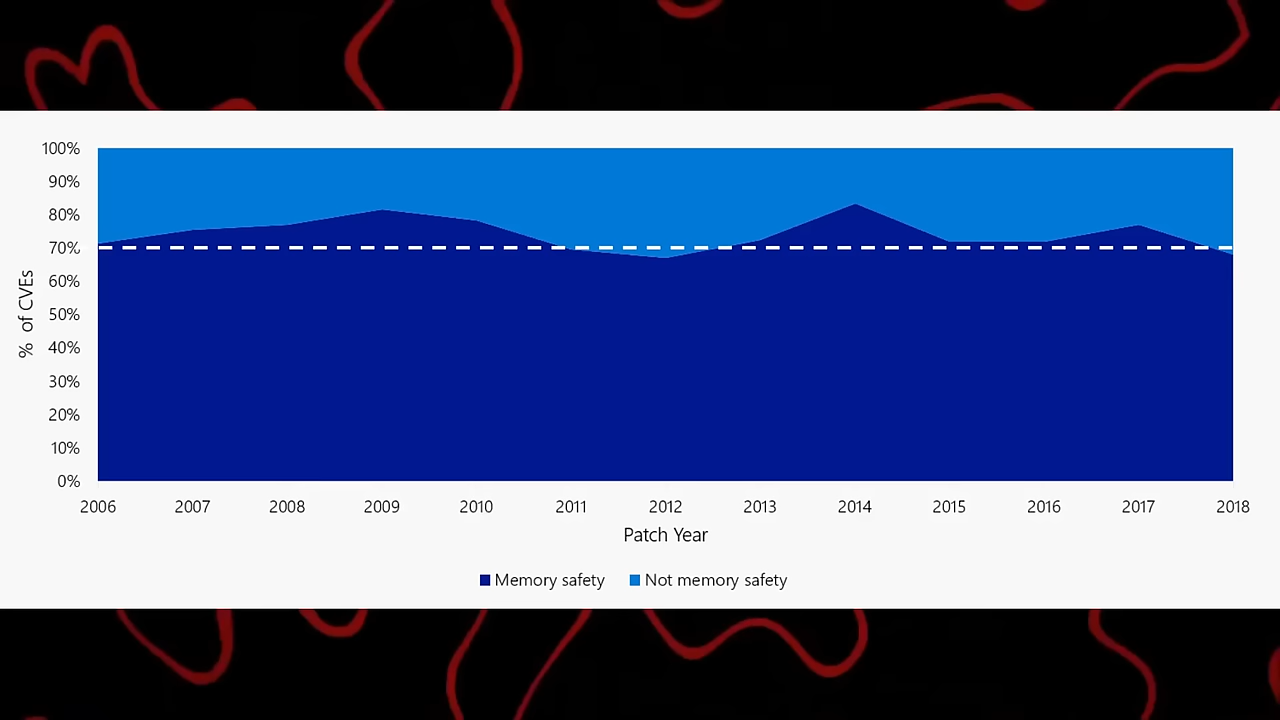 100%
90%
80%
70%
60%
50%
40%
30%
20%
10%
0%
% of CVEs
2006 2007 2008 2009 2010 2011 2012 2013 2014 2015 2016 2017 2018
Patch Year
Memory safety Not memory safety